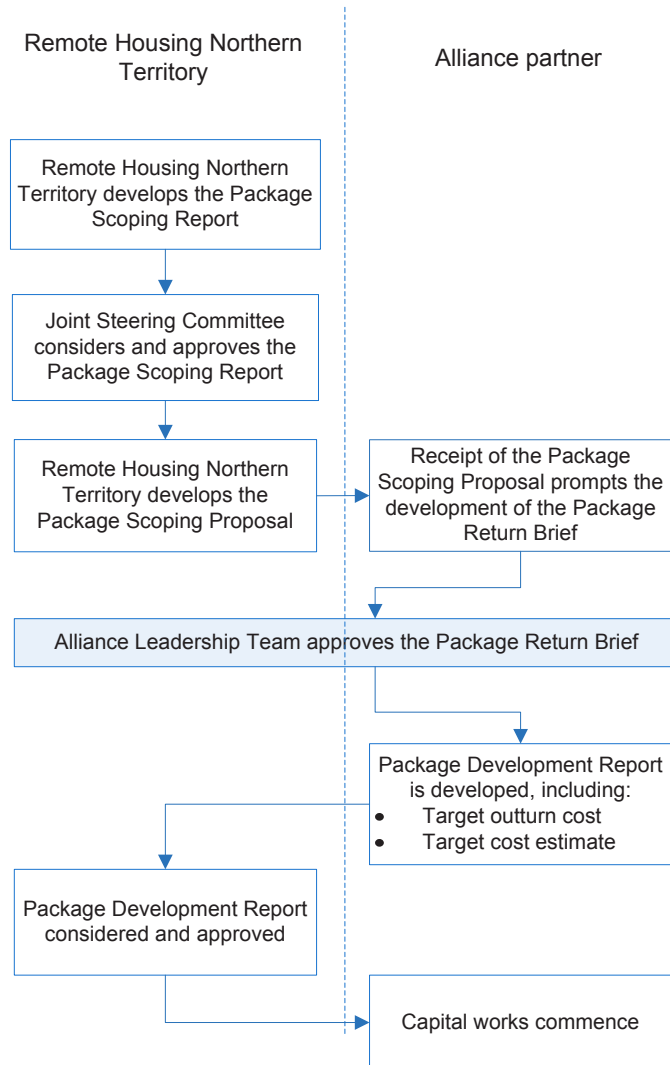 Remote Housing Northern
Territory
Alliance partner
Remote Housing Northern
Territory develops the Package
Scoping Report
Joint Steering Committee
considers and approves the
Package Scoping Report
Remote Housing Northern
Territory develops the
Package Scoping Proposal
Receipt of the Package
Scoping Proposal prompts the
development of the Package
Return Brief
Alliance Leadership Team approves the Package Return Brief
Package Development Report
is developed, including:
• Target outturn cost
• Target cost estimate
Package Development Report
considered and approved
Capital works commence